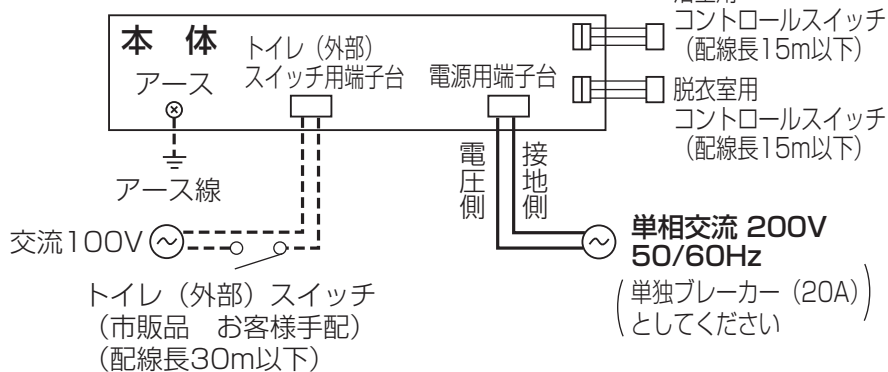 コントロールスイッチ
（配線長15m以下）
脱衣室用
コントロールスイッチ
（配線長15m以下）
本　体
トイレ（外部）
スイッチ用端子台
電源用端子台
アース
アース線
電圧側
接地側
交流100V
単相交流 200V
50/60Hz
（単独ブレーカー（20A）
としてください）
トイレ（外部）スイッチ
（市販品　お客様手配）
（配線長30m以下）